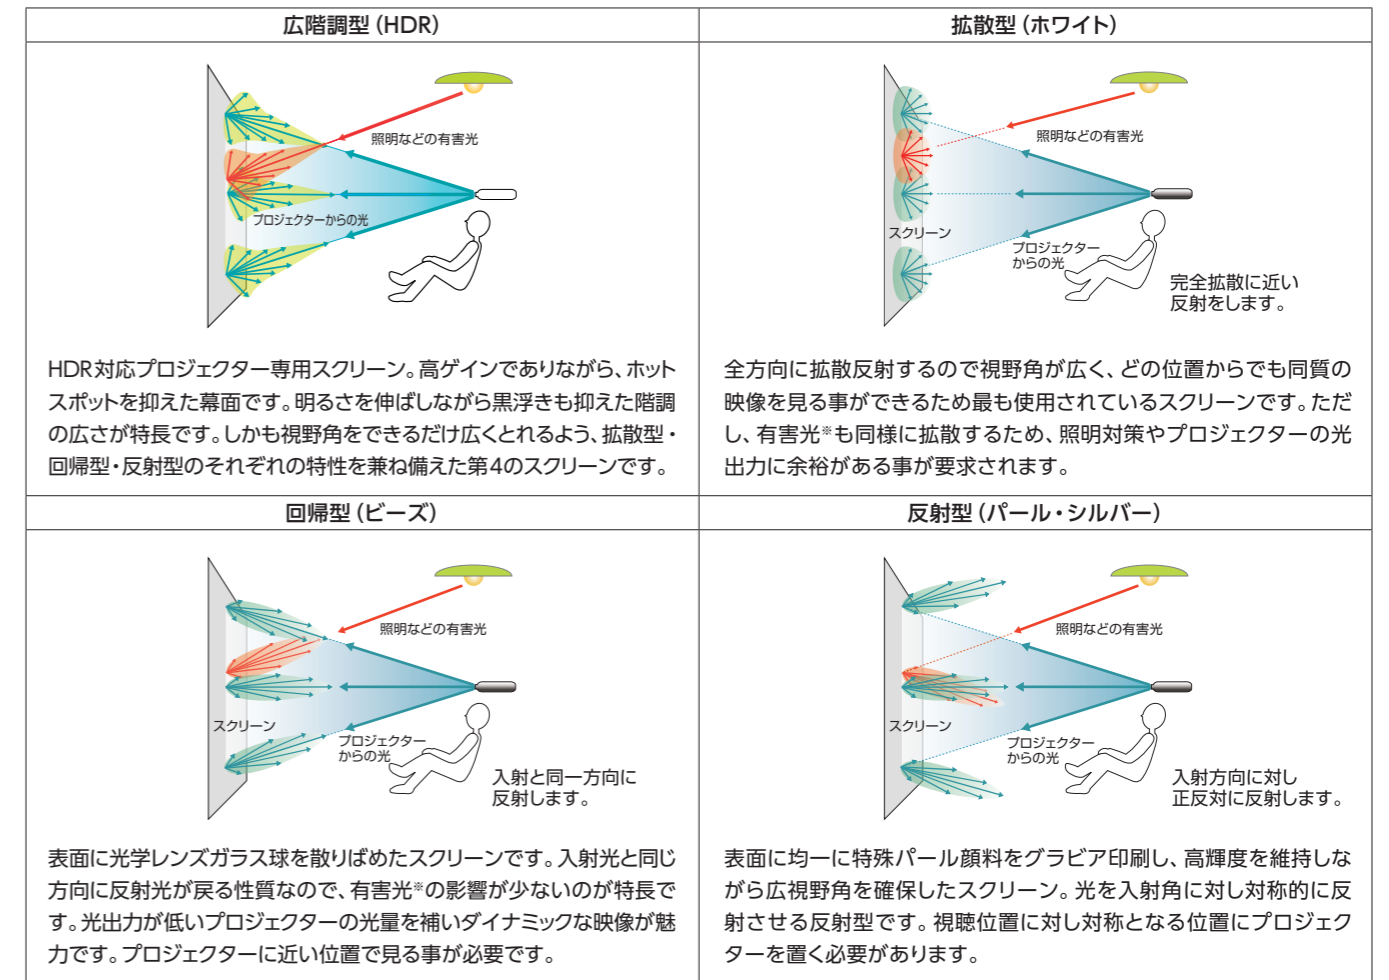 広階調型（HDR）
照明などの有害光
プロジェクターからの光
HDR対応プロジェクター専用スクリーン。高ゲインでありながら、ホット
スポットを抑えた幕面です。明るさを伸ばしながら黒浮きも抑えた階調
の広さが特長です。しかも視野角をできるだけ広くとれるよう、拡散型・
回帰型・反射型のそれぞれの特性を兼ね備えた第4のスクリーンです。
拡散型（ホワイト）
照明などの有害光
スクリーン
プロジェクター
からの光
完全拡散に近い
反射をします。
全方向に拡散反射するので視野角が広く、どの位置からでも同質の
映像を見る事ができるため最も使用されているスクリーンです。ただ
し、有害光※も同様に拡散するため、照明対策やプロジェクターの光
出力に余裕がある事が要求されます。
回帰型（ビーズ）
照明などの有害光
スクリーン
プロジェクター
からの光
入射と同一方向に
反射します。
表面に光学レンズガラス球を散りばめたスクリーンです。入射光と同じ
方向に反射光が戻る性質なので、有害光※の影響が少ないのが特長で
す。光出力が低いプロジェクターの光量を補いダイナミックな映像が魅
力です。プロジェクターに近い位置で見る事が必要です。
反射型（パール・シルバー）
照明などの有害光
スクリーン
プロジェクター
からの光
入射方向に対し
正反対に反射します。
表面に均一に特殊パール顔料をグラビア印刷し、高輝度を維持しな
がら広視野角を確保したスクリーン。光を入射角に対し対称的に反
射させる反射型です。視聴位置に対し対称となる位置にプロジェク
ターを置く必要があります。